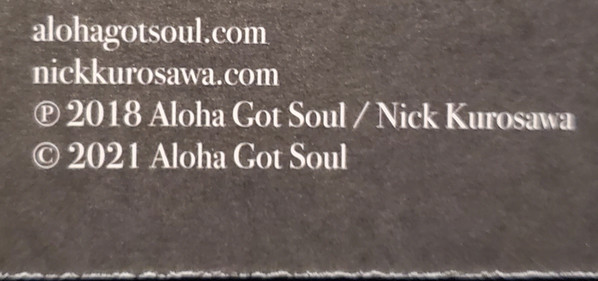 alohagotsoul.com
nickkurosawa.com
℗ 2018 Aloha Got Soul / Nick Kurosawa
© 2021 Aloha Got Soul